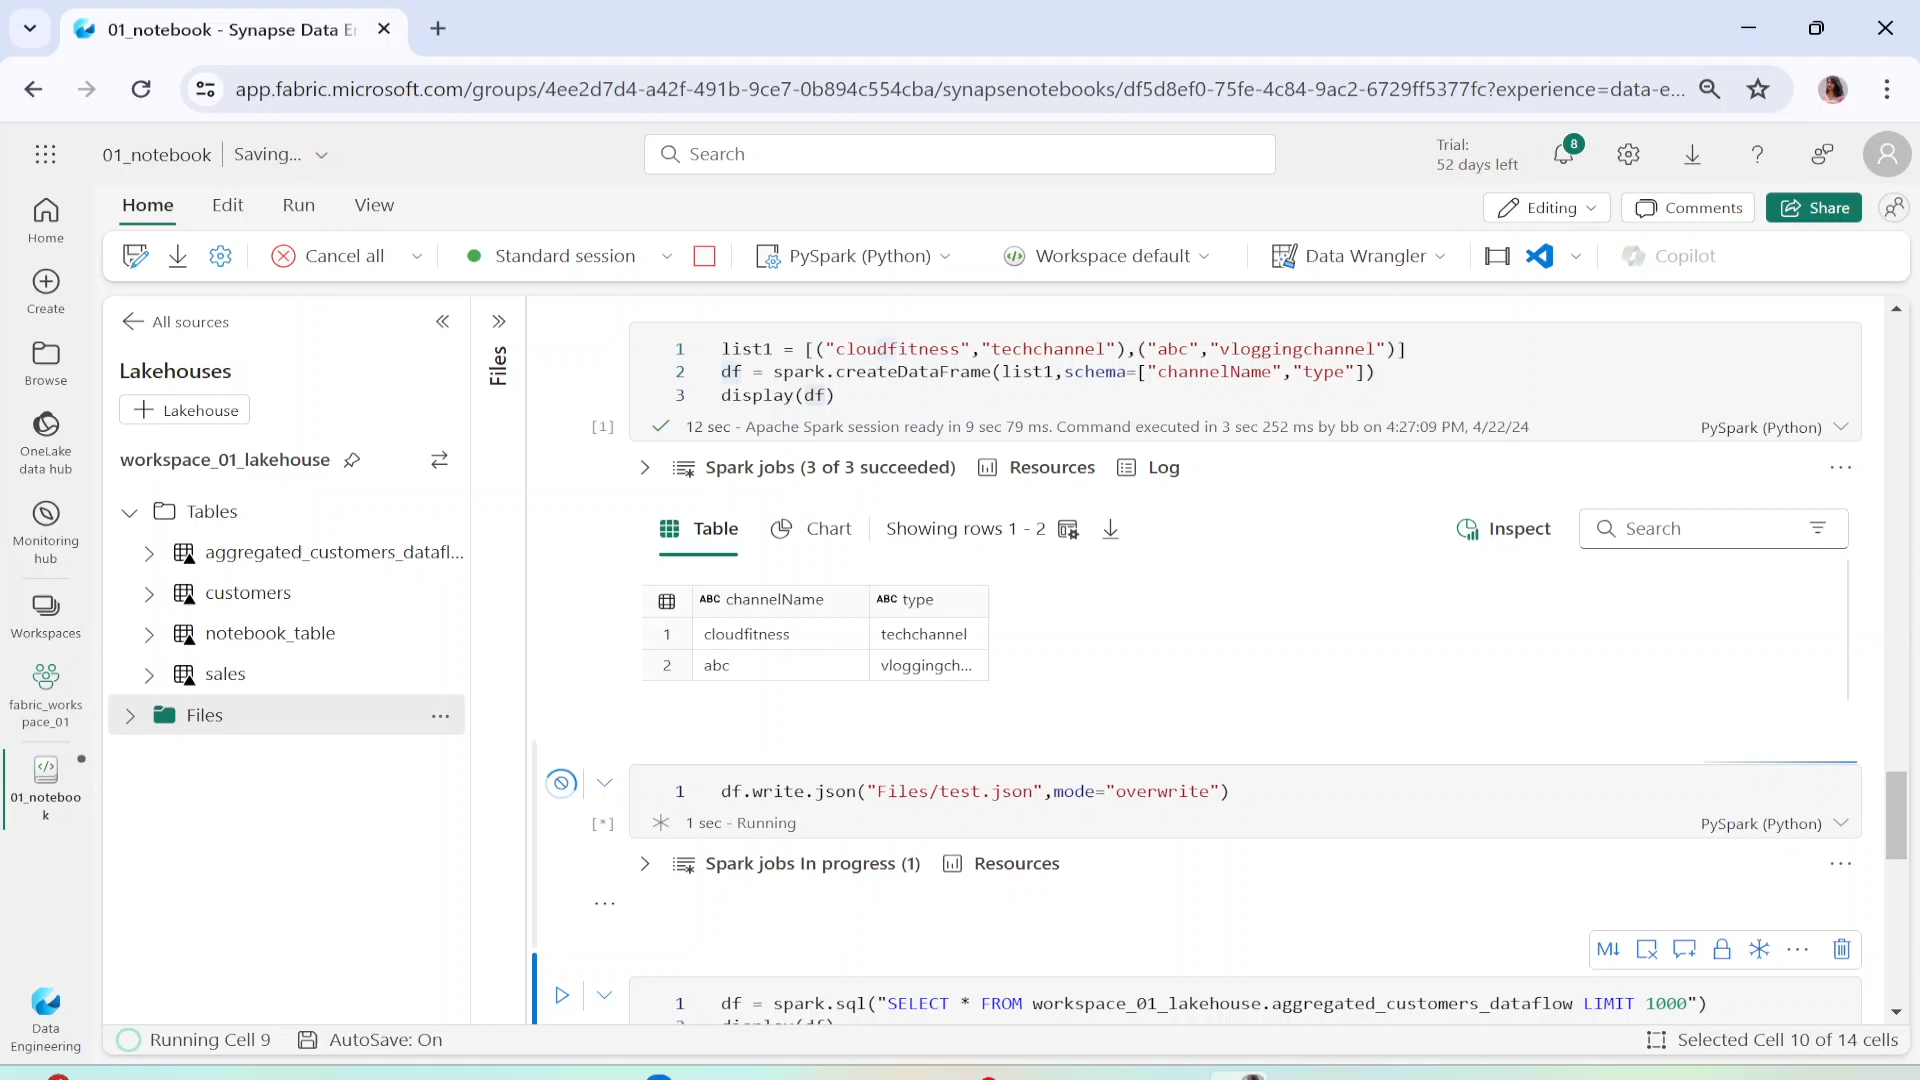 01_notebook - Synapse Data Er
app.fabric.microsoft.com/groups/4ee2d7d4-a42f-491b-9ce7-0b894c554cba/synapsenotebooks/df5d8ef0-75fe-4c84-9ac2-6729ff5377fc?experience=data-e...
01_notebook
Saving...
Search
Trial:
52 days left
8
Home
Edit
Run
View
Editing
Comments
Share
Cancel all
Standard session
PySpark (Python)
Workspace default
Data Wrangler
Copilot
Home
Create
Browse
OneLake
data hub
Monitoring
hub
Workspaces
fabric_works
pace_01
01_noteboo
k
Data
Engineering
All sources
Lakehouses
Lakehouse
workspace_01_lakehouse
Tables
aggregated_customers_datafl...
customers
notebook_table
sales
Files
...
Files
1 list1 = [("cloudfitness","techchannel"),("abc","vloggingchannel")]
2 df = spark.createDataFrame(list1,schema=["channelName","type"])
3 display(df)
[1]
12 sec - Apache Spark session ready in 9 sec 79 ms. Command executed in 3 sec 252 ms by bb on 4:27:09 PM, 4/22/24
PySpark (Python)
Spark jobs (3 of 3 succeeded)
Resources
Log
...
Table
Chart
Showing rows 1 - 2
Inspect
Search
ABC channelName ABC type
1 cloudfitness techchannel
2 abc vloggingch...
1 df.write.json("Files/test.json",mode="overwrite")
[*]
1 sec - Running
PySpark (Python)
Spark jobs In progress (1)
Resources
...
...
M↓
...
1 df = spark.sql("SELECT * FROM workspace_01_lakehouse.aggregated_customers_dataflow LIMIT 1000")
2 display(df)
Running Cell 9
AutoSave: On
Selected Cell 10 of 14 cells